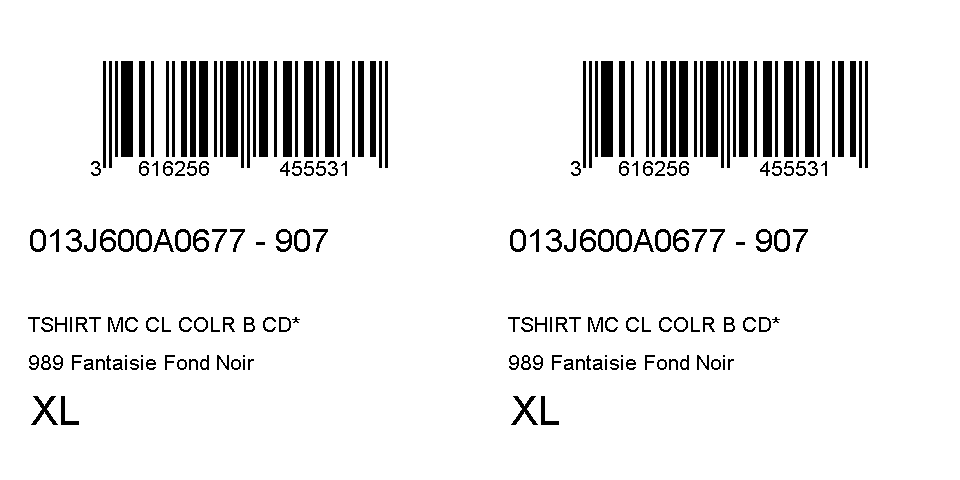 3 616256 455531
013J600A0677 - 907
TSHIRT MC CL COLR B CD*
989 Fantaisie Fond Noir
XL
3 616256 455531
013J600A0677 - 907
TSHIRT MC CL COLR B CD*
989 Fantaisie Fond Noir
XL